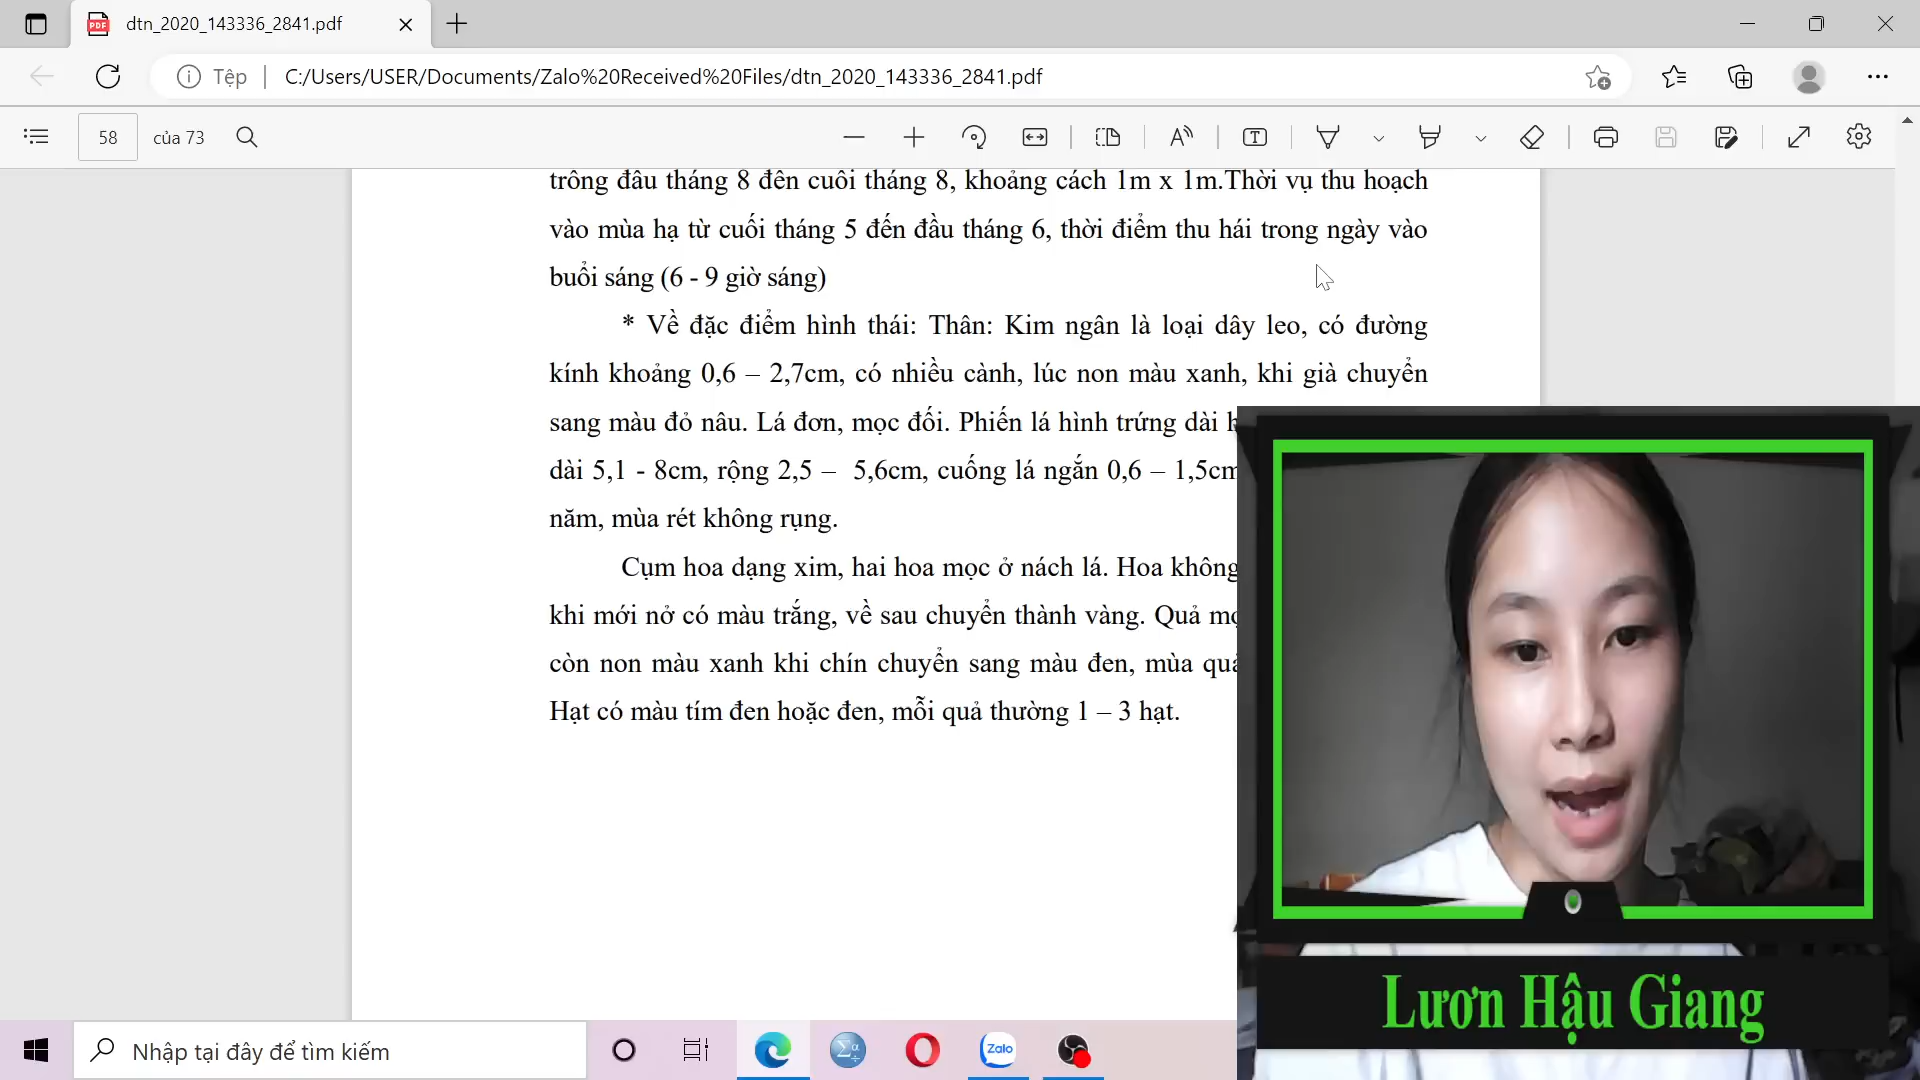 dtn_2020_143336_2841.pdf
Tệp
C:/Users/USER/Documents/Zalo%20Received%20Files/dtn_2020_143336_2841.pdf
58 của 73
trồng đầu tháng 8 đến cuối tháng 8, khoảng cách 1m x 1m.Thời vụ thu hoạch
vào mùa hạ từ cuối tháng 5 đến đầu tháng 6, thời điểm thu hái trong ngày vào
buổi sáng (6 - 9 giờ sáng)
* Về đặc điểm hình thái: Thân: Kim ngân là loại dây leo, có đường
kính khoảng 0,6 – 2,7cm, có nhiều cành, lúc non màu xanh, khi già chuyển
sang màu đỏ nâu. Lá đơn, mọc đối. Phiến lá hình trứng dài
dài 5,1 - 8cm, rộng 2,5 – 5,6cm, cuống lá ngắn 0,6 – 1,5cm
năm, mùa rét không rụng.
Cụm hoa dạng xim, hai hoa mọc ở nách lá. Hoa không
khi mới nở có màu trắng, về sau chuyển thành vàng. Quả
còn non màu xanh khi chín chuyển sang màu đen, mùa quả
Hạt có màu tím đen hoặc đen, mỗi quả thường 1 – 3 hạt.
Lươn Hậu Giang
Nhập tại đây để tìm kiếm
Zalo